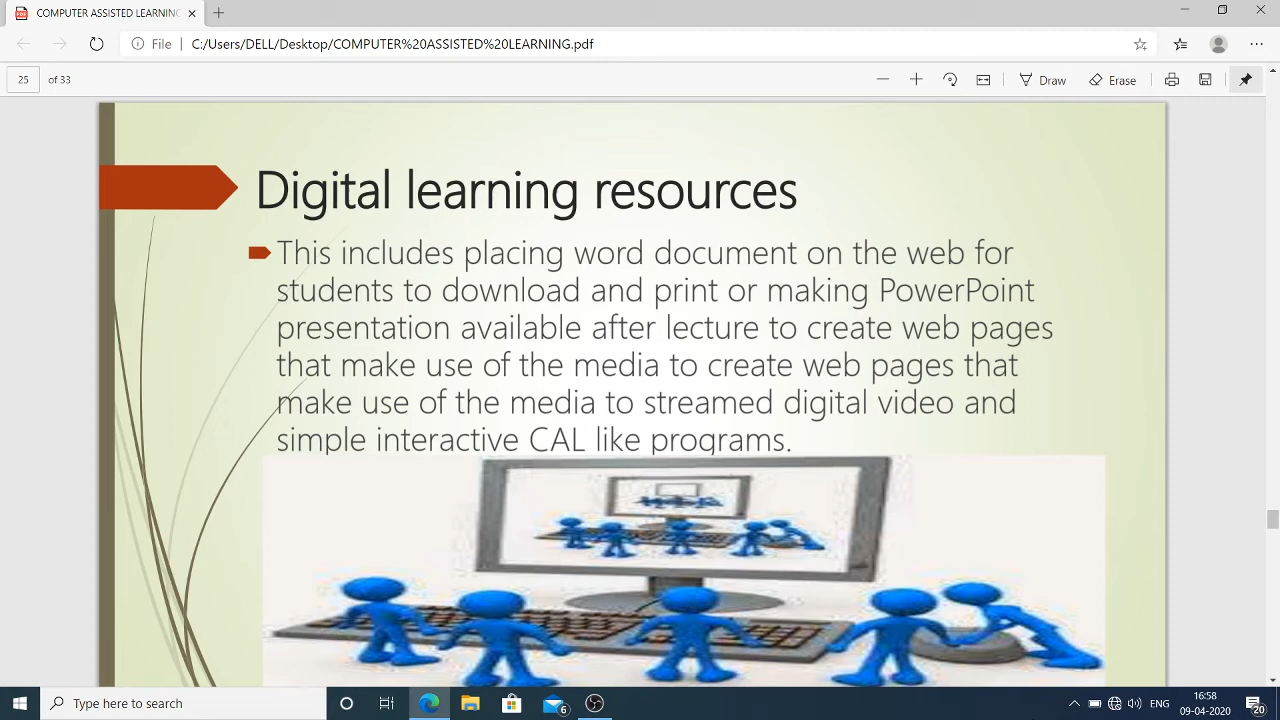 COMPUTER ASSISTED LEARNING
File
C:/Users/DELL/Desktop/COMPUTER%20ASSISTED%20LEARNING.pdf
25 of 33
Draw
Erase
Digital learning resources
This includes placing word document on the web for
students to download and print or making PowerPoint
presentation available after lecture to create web pages
that make use of the media to create web pages that
make use of the media to streamed digital video and
simple interactive CAL like programs.
Type here to search
6
ENG
16:58
09-04-2020
20